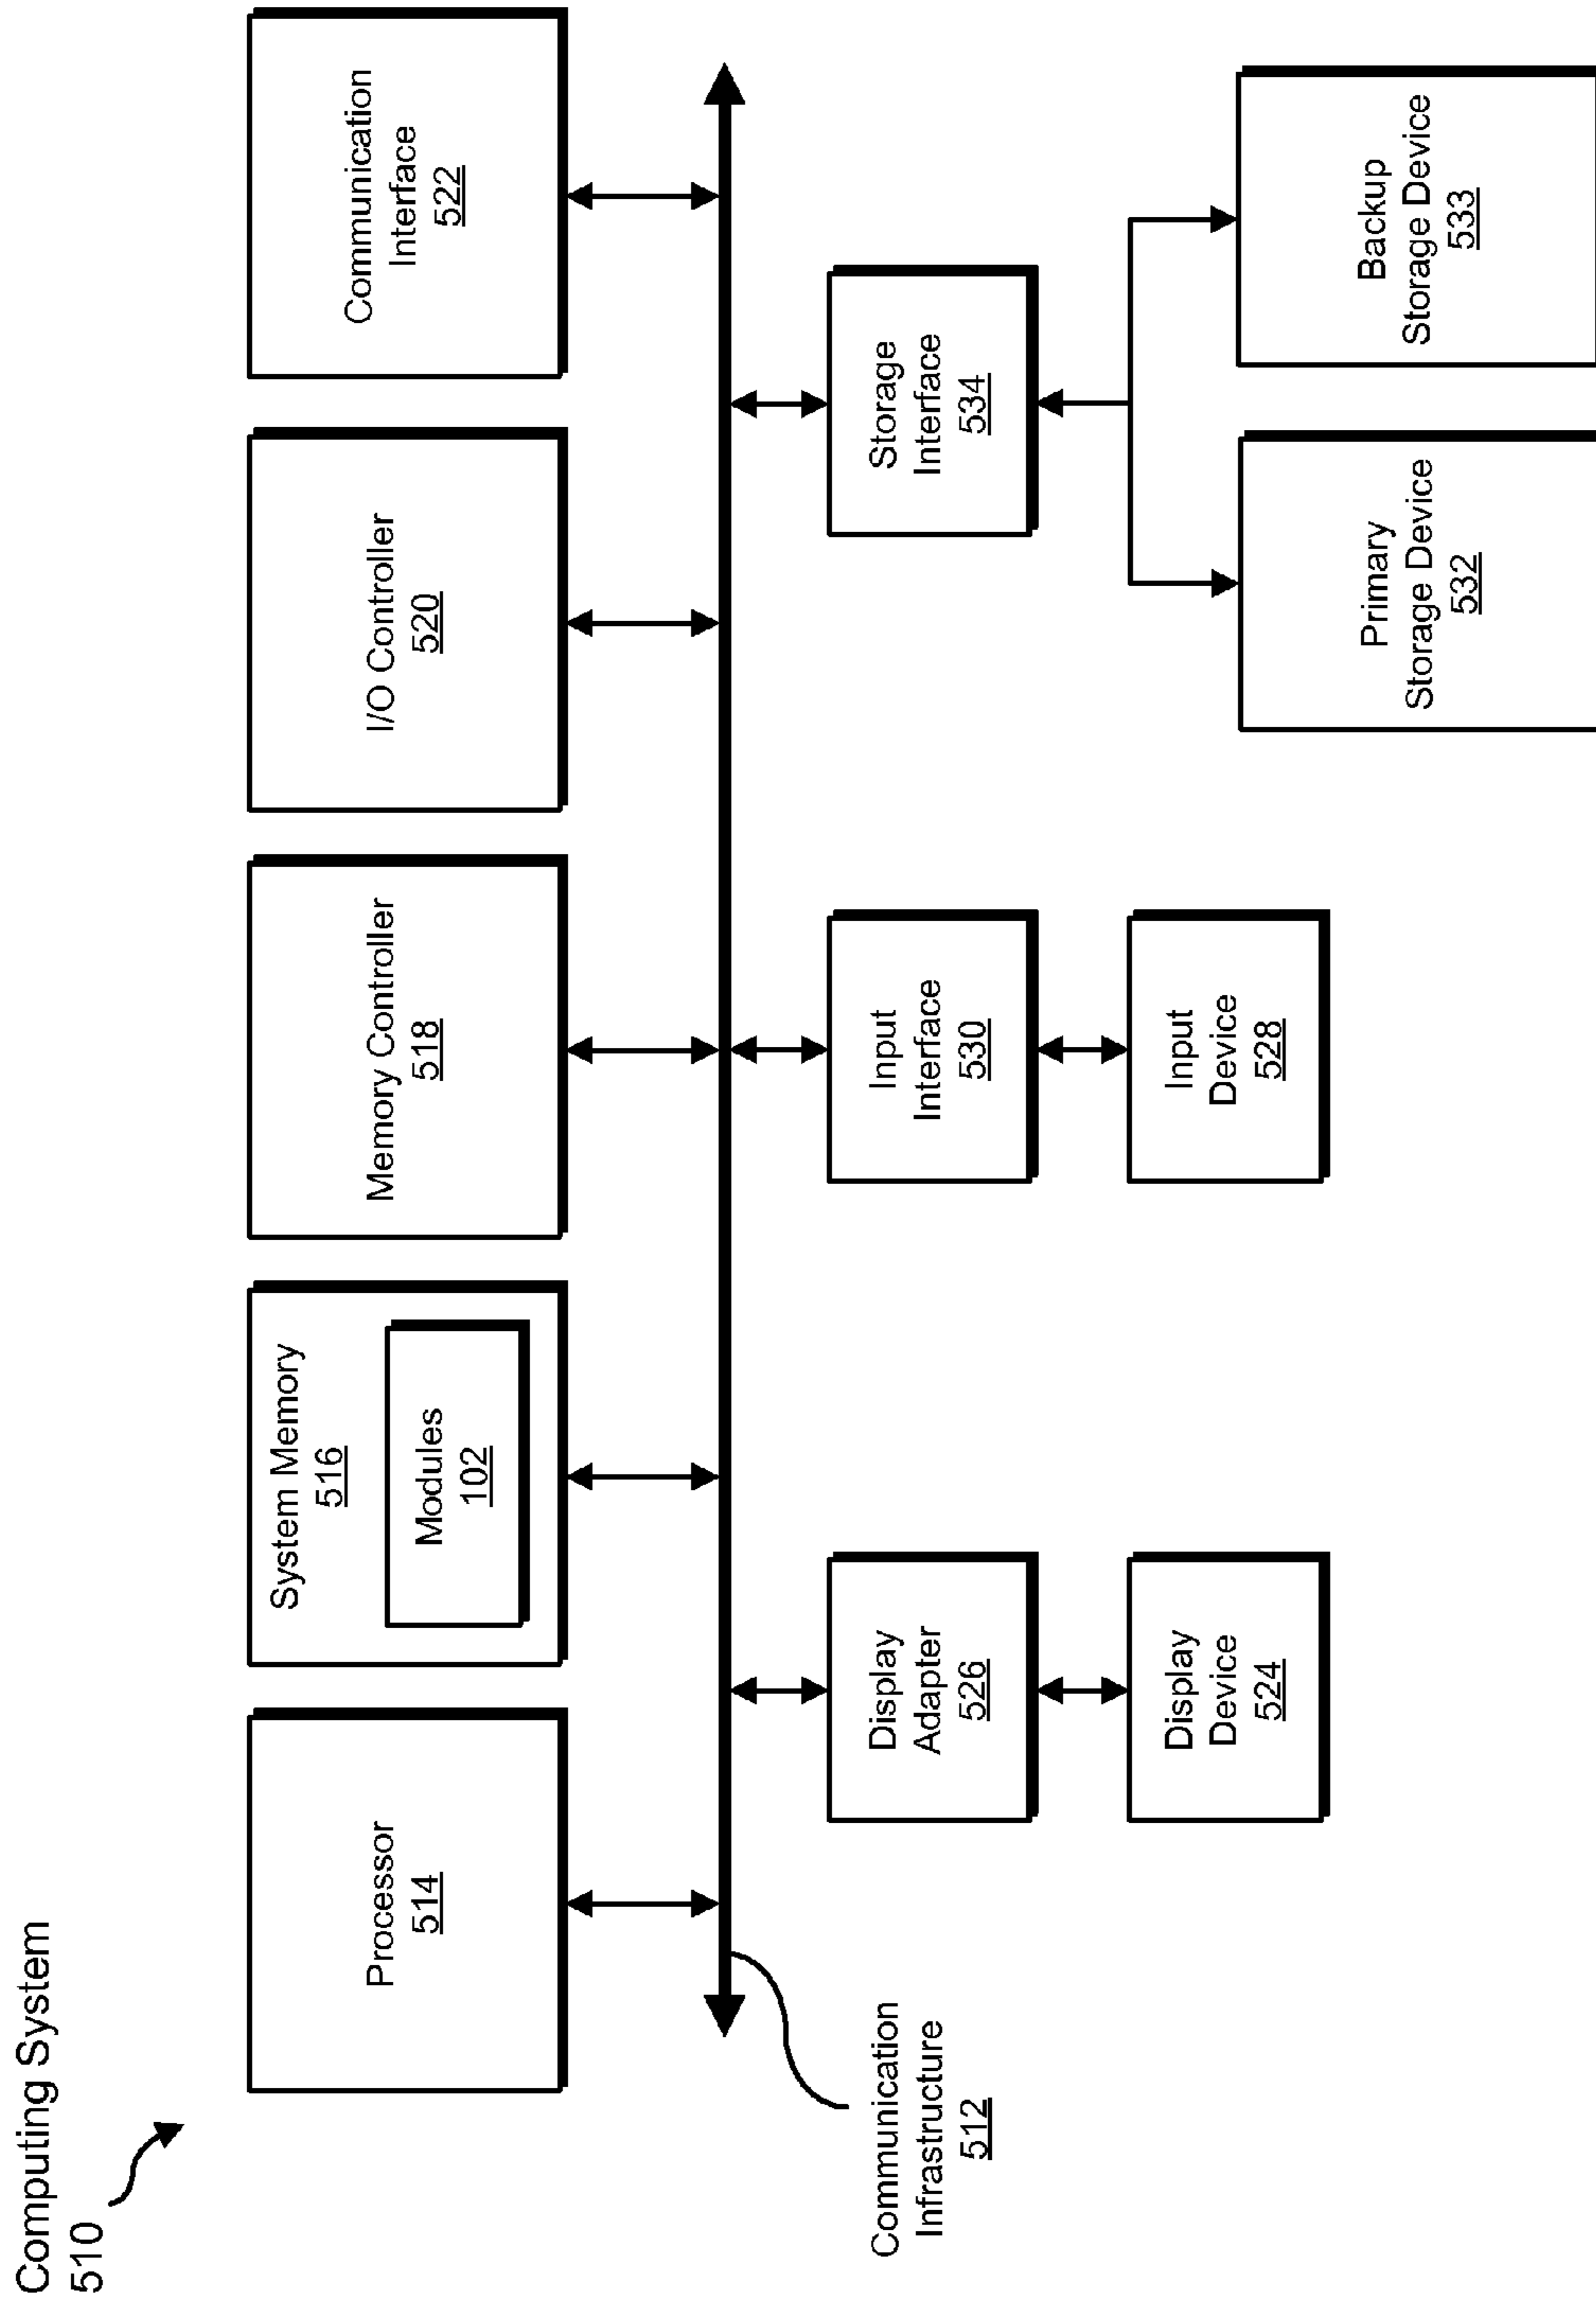 Computing System
510
Processor
514
System Memory
516
Modules
102
Memory Controller
518
I/O Controller
520
Communication
Interface
522
Communication
Infrastructure
512
Display
Adapter
526
Input
Interface
530
Storage
Interface
534
Display
Device
524
Input
Device
528
Primary
Storage Device
532
Backup
Storage Device
533